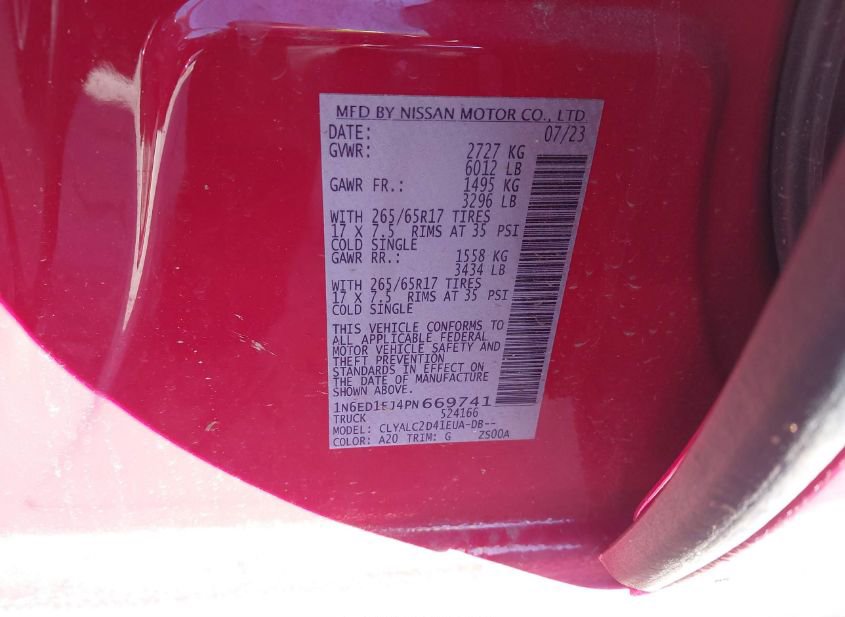 MFD BY NISSAN MOTOR CO., LTD
DATE: 07/23
GVWR: 2727 KG
6012 LB
GAWR FR.: 1495 KG
3296 LB
WITH 265/65R17 TIRES
17 X 7.5 RIMS AT 35 PSI
COLD SINGLE
GAWR RR.: 1558 KG
3434 LB
WITH 265/65R17 TIRES
17 X 7.5 RIMS AT 35 PSI
COLD SINGLE
THIS VEHICLE CONFORMS TO
ALL APPLICABLE FEDERAL
MOTOR VEHICLE SAFETY AND
THEFT PREVENTION
STANDARDS IN EFFECT ON
THE DATE OF MANUFACTURE
SHOWN ABOVE.
1N6ED1EJ4PN669741
TRUCK 524166
MODEL: CLYALC2D41EUA-DB--
COLOR: A20 TRIM: G ZS00A